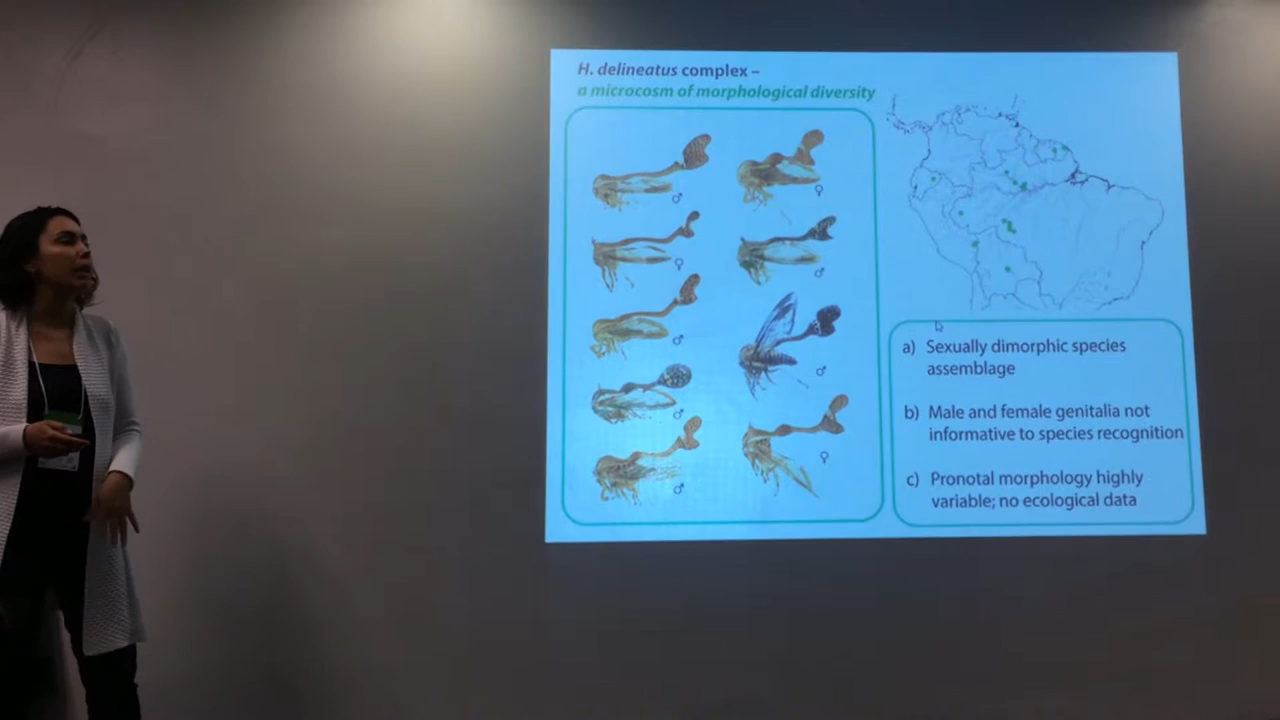 H. delineatus complex –
a microcosm of morphological diversity
♂
♀
♀
♂
♂
♂
♂
♀
♂
a) Sexually dimorphic species
assemblage
b) Male and female genitalia not
informative to species recognition
c) Pronotal morphology highly
variable; no ecological data